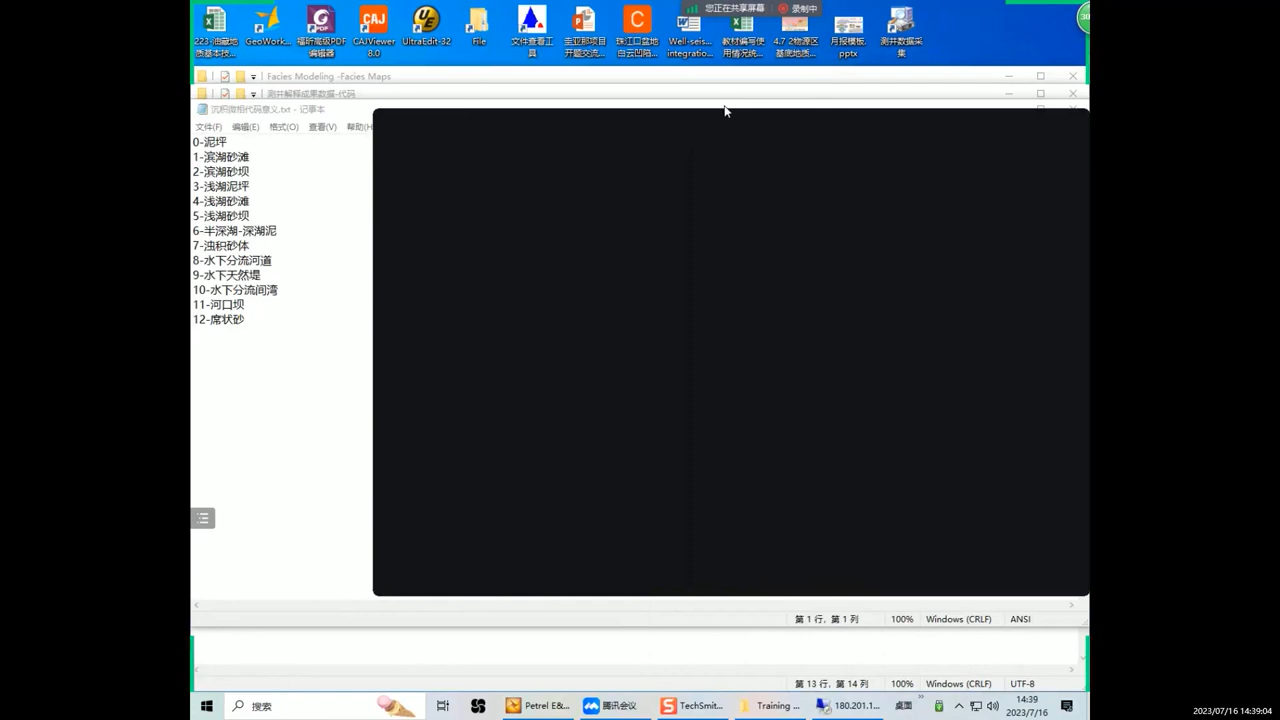 您正在共享屏幕
录制中
30
223-油藏地质基本技...
GeoWork...
福昕高级PDF编辑器
CAJViewer 8.0
UltraEdit-32
File
文件查看工具
圭亚那项目开题交流...
珠江口盆地白云凹陷...
Well-seis... integratio...
教材编写使用情况统...
4.7 2物源区基底地质...
月报模板.pptx
测井数据采集
Facies Modeling -Facies Maps
测井解释成果数据-代码
沉积微相代码意义.txt - 记事本
文件(F) 编辑(E) 格式(O) 查看(V) 帮助(H
0-泥坪
1-滨湖砂滩
2-滨湖砂坝
3-浅湖泥坪
4-浅湖砂滩
5-浅湖砂坝
6-半深湖-深湖泥
7-浊积砂体
8-水下分流河道
9-水下天然堤
10-水下分流间湾
11-河口坝
12-席状砂
第 1 行，第 1 列 100% Windows (CRLF) ANSI
第 13 行，第 14 列 100% Windows (CRLF) UTF-8
搜索
Petrel E&... 腾讯会议 TechSmit... Training ... 180.201.1... 桌面 14:39
2023/7/16
2023/07/16 14:39:04